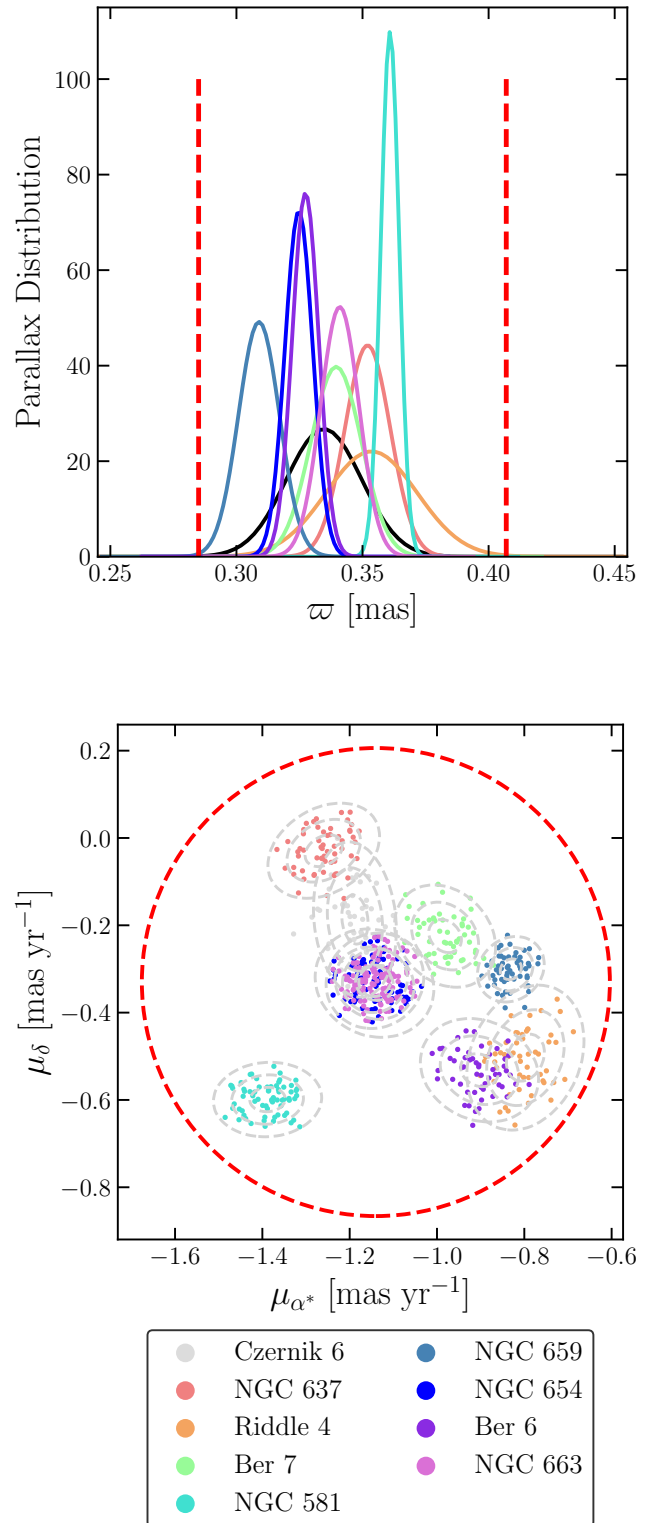 100
80
60
40
20
0
Parallax Distribution
0.25 0.30 0.35 0.40 0.45
ϖ [mas]
0.2
0.0
−0.2
−0.4
−0.6
−0.8
μδ [mas yr⁻¹]
−1.6 −1.4 −1.2 −1.0 −0.8 −0.6
μα* [mas yr⁻¹]
Czernik 6 NGC 659
NGC 637 NGC 654
Riddle 4 Ber 6
Ber 7 NGC 663
NGC 581